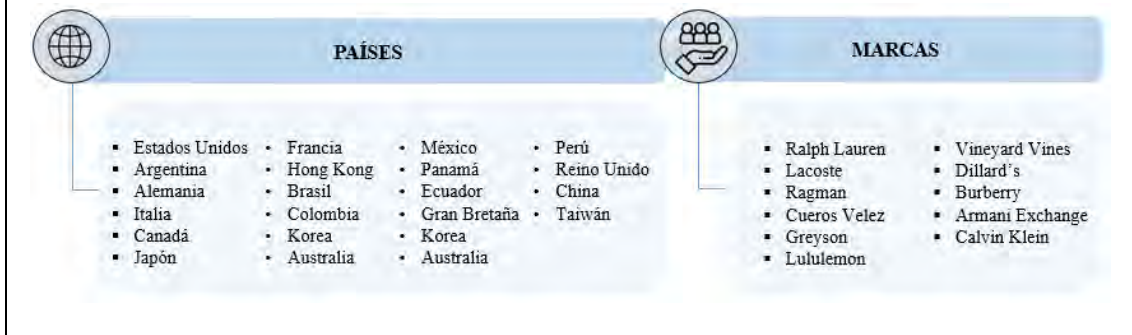 PAÍSES
▪ Estados Unidos
▪ Argentina
▪ Alemania
▪ Italia
▪ Canadá
▪ Japón
• Francia
• Hong Kong
• Brasil
• Colombia
• Korea
• Australia
• México
• Panamá
• Ecuador
• Gran Bretaña
• Korea
• Australia
• Perú
• Reino Unido
• China
• Taiwán
MARCAS
▪ Ralph Lauren
▪ Lacoste
▪ Ragman
▪ Cueros Velez
▪ Greyson
▪ Lululemon
▪ Vineyard Vines
▪ Dillard´s
▪ Burberry
▪ Armani Exchange
▪ Calvin Klein